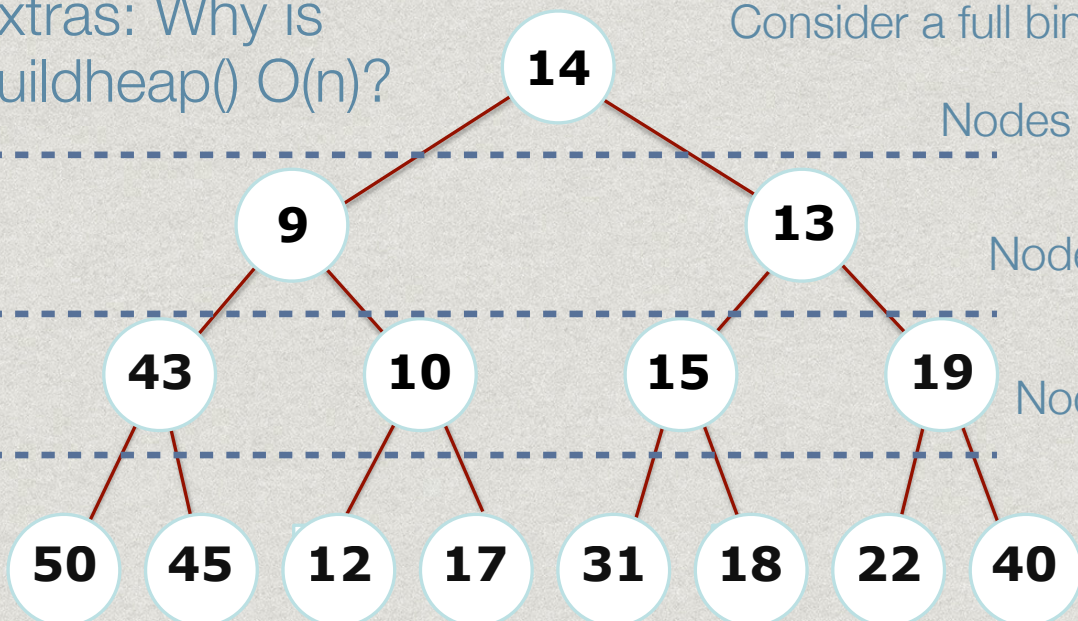 xtras: Why is
uildheap() O(n)?
Consider a full bin
14
Nodes
9
13
Node
43
10
15
19
Nod
50
45
12
17
31
18
22
40